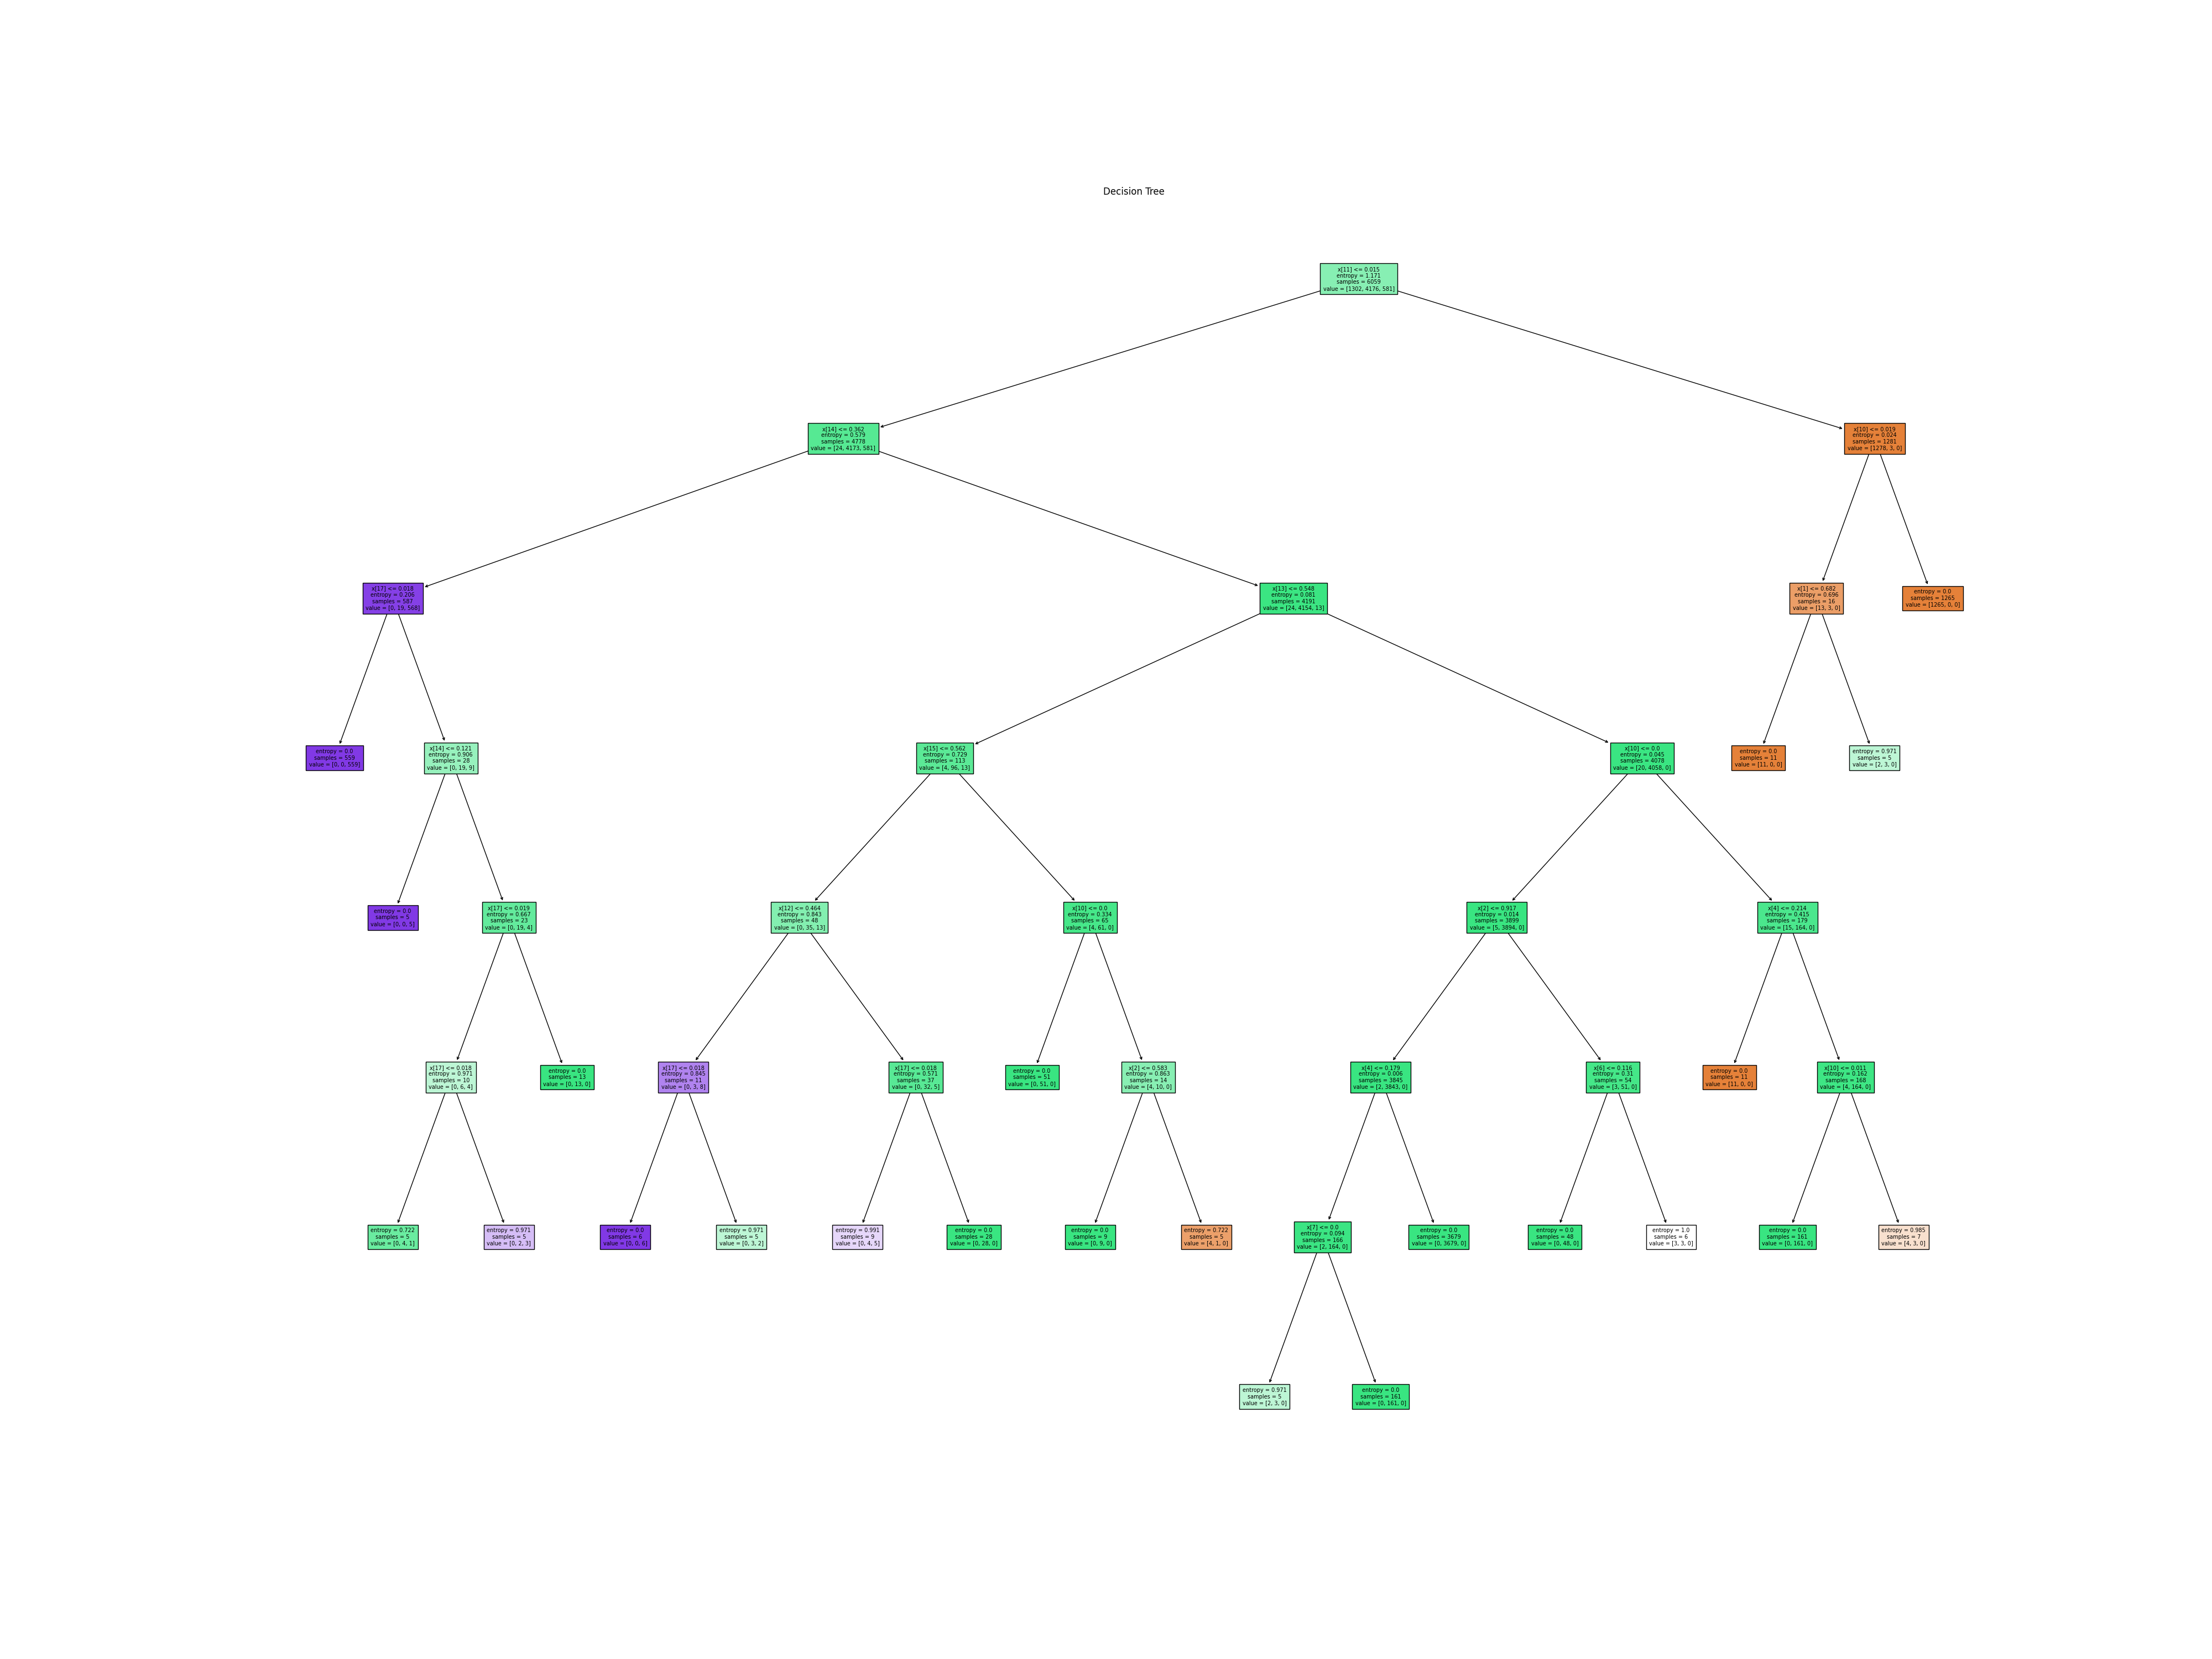 Decision Tree
x[11] <= 0.015
entropy = 1.171
samples = 6059
value = [1302, 4176, 581]
x[14] <= 0.362
entropy = 0.579
samples = 4778
value = [24, 4173, 581]
x[10] <= 0.019
entropy = 0.024
samples = 1281
value = [1278, 3, 0]
x[17] <= 0.018
entropy = 0.206
samples = 587
value = [0, 19, 568]
x[13] <= 0.548
entropy = 0.081
samples = 4191
value = [24, 4154, 13]
x[1] <= 0.682
entropy = 0.696
samples = 16
value = [13, 3, 0]
entropy = 0.0
samples = 1265
value = [1265, 0, 0]
entropy = 0.0
samples = 559
value = [0, 0, 559]
x[14] <= 0.121
entropy = 0.906
samples = 28
value = [0, 19, 9]
x[15] <= 0.562
entropy = 0.729
samples = 113
value = [4, 96, 13]
x[10] <= 0.0
entropy = 0.045
samples = 4078
value = [20, 4058, 0]
entropy = 0.0
samples = 11
value = [11, 0, 0]
entropy = 0.971
samples = 5
value = [2, 3, 0]
entropy = 0.0
samples = 5
value = [0, 0, 5]
x[17] <= 0.019
entropy = 0.667
samples = 23
value = [0, 19, 4]
x[12] <= 0.464
entropy = 0.843
samples = 48
value = [0, 35, 13]
x[10] <= 0.0
entropy = 0.334
samples = 65
value = [4, 61, 0]
x[2] <= 0.917
entropy = 0.014
samples = 3899
value = [5, 3894, 0]
x[4] <= 0.214
entropy = 0.415
samples = 179
value = [15, 164, 0]
x[17] <= 0.018
entropy = 0.971
samples = 10
value = [0, 6, 4]
entropy = 0.0
samples = 13
value = [0, 13, 0]
x[17] <= 0.018
entropy = 0.845
samples = 11
value = [0, 3, 8]
x[17] <= 0.018
entropy = 0.571
samples = 37
value = [0, 32, 5]
entropy = 0.0
samples = 51
value = [0, 51, 0]
x[2] <= 0.583
entropy = 0.863
samples = 14
value = [4, 10, 0]
x[4] <= 0.179
entropy = 0.006
samples = 3845
value = [2, 3843, 0]
x[6] <= 0.116
entropy = 0.31
samples = 54
value = [3, 51, 0]
entropy = 0.0
samples = 11
value = [11, 0, 0]
x[10] <= 0.011
entropy = 0.162
samples = 168
value = [4, 164, 0]
entropy = 0.722
samples = 5
value = [0, 4, 1]
entropy = 0.971
samples = 5
value = [0, 2, 3]
entropy = 0.0
samples = 6
value = [0, 0, 6]
entropy = 0.971
samples = 5
value = [0, 3, 2]
entropy = 0.991
samples = 9
value = [0, 4, 5]
entropy = 0.0
samples = 28
value = [0, 28, 0]
entropy = 0.0
samples = 9
value = [0, 9, 0]
entropy = 0.722
samples = 5
value = [4, 1, 0]
x[7] <= 0.0
entropy = 0.094
samples = 166
value = [2, 164, 0]
entropy = 0.0
samples = 3679
value = [0, 3679, 0]
entropy = 0.0
samples = 48
value = [0, 48, 0]
entropy = 1.0
samples = 6
value = [3, 3, 0]
entropy = 0.0
samples = 161
value = [0, 161, 0]
entropy = 0.985
samples = 7
value = [4, 3, 0]
entropy = 0.971
samples = 5
value = [2, 3, 0]
entropy = 0.0
samples = 161
value = [0, 161, 0]